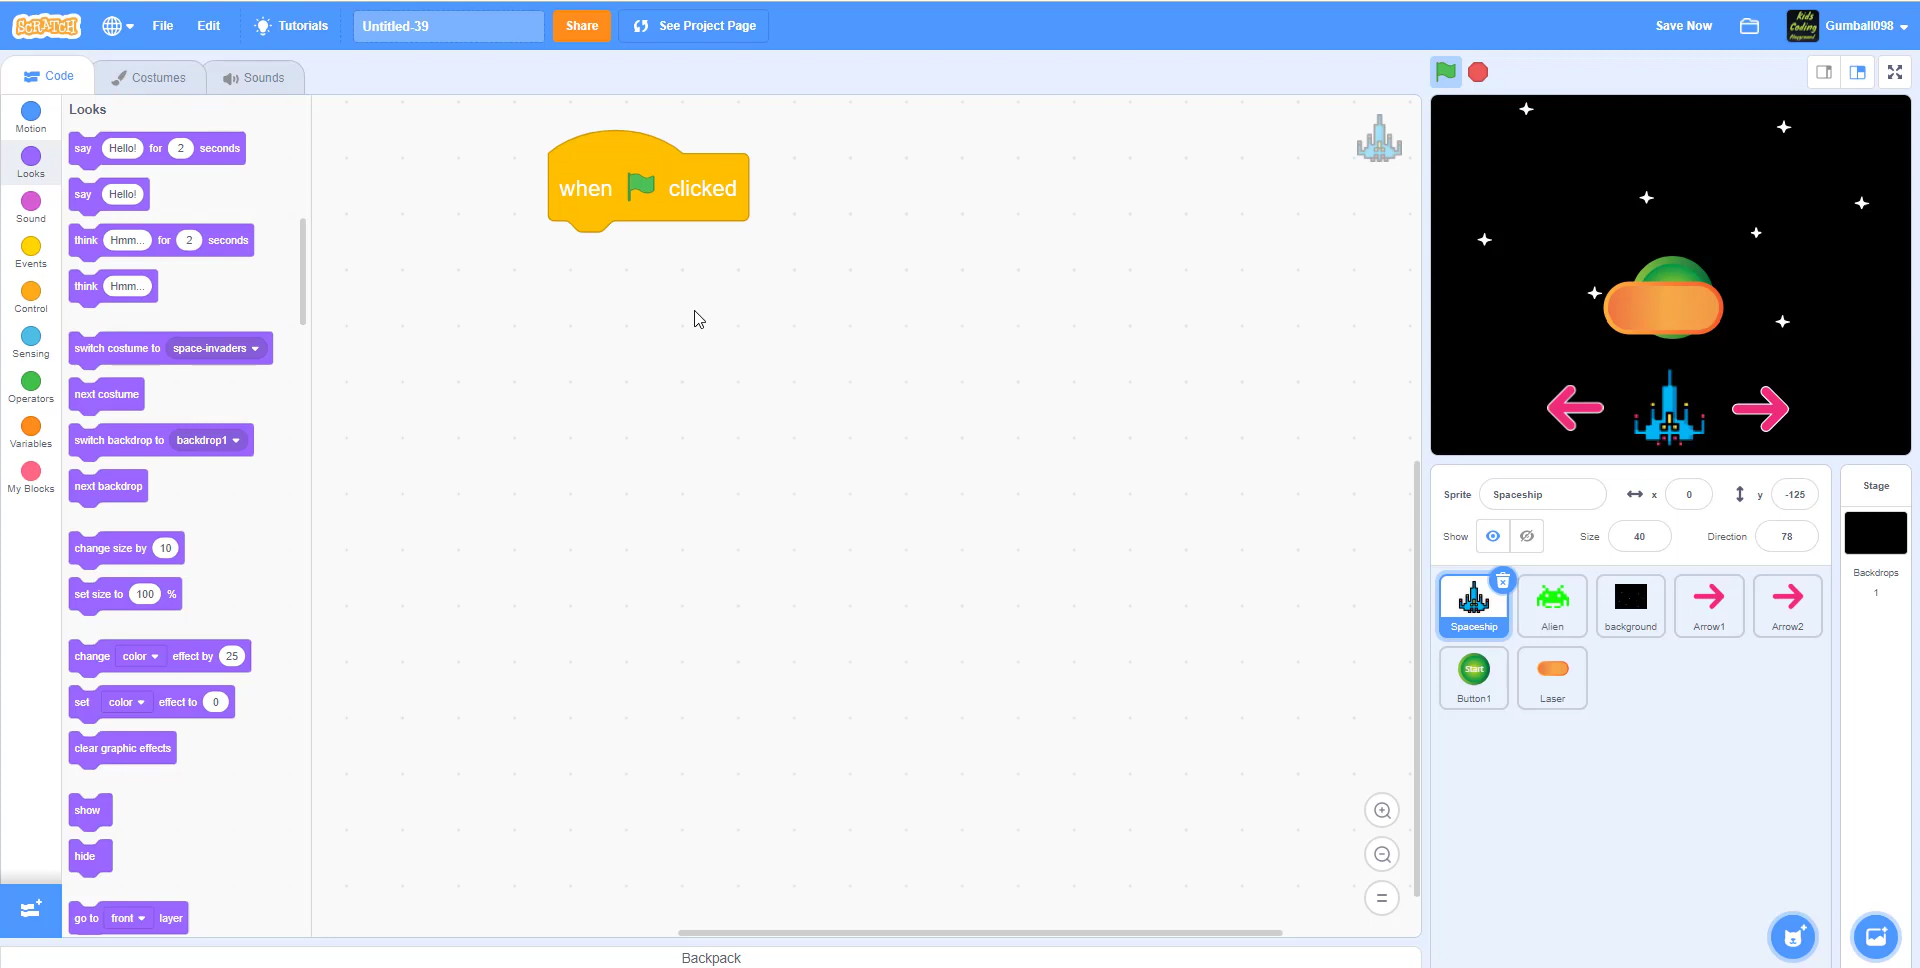 SCRATCH
File
Edit
Tutorials
Untitled-39
Share
See Project Page
Save Now
Kids
Coding
Playground
Gumball098
Code
Costumes
Sounds
Motion
Looks
Sound
Events
Control
Sensing
Operators
Variables
My Blocks
Looks
say Hello! for 2 seconds
say Hello!
think Hmm... for 2 seconds
think Hmm...
switch costume to space-invaders
next costume
switch backdrop to backdrop1
next backdrop
change size by 10
set size to 100 %
change color effect by 25
set color effect to 0
clear graphic effects
show
hide
go to front layer
when clicked
Backpack
Sprite Spaceship x 0 y -125
Show Size 40 Direction 78
Spaceship
Alien
background
Arrow1
Arrow2
Start
Button1
Laser
Stage
Backdrops
1